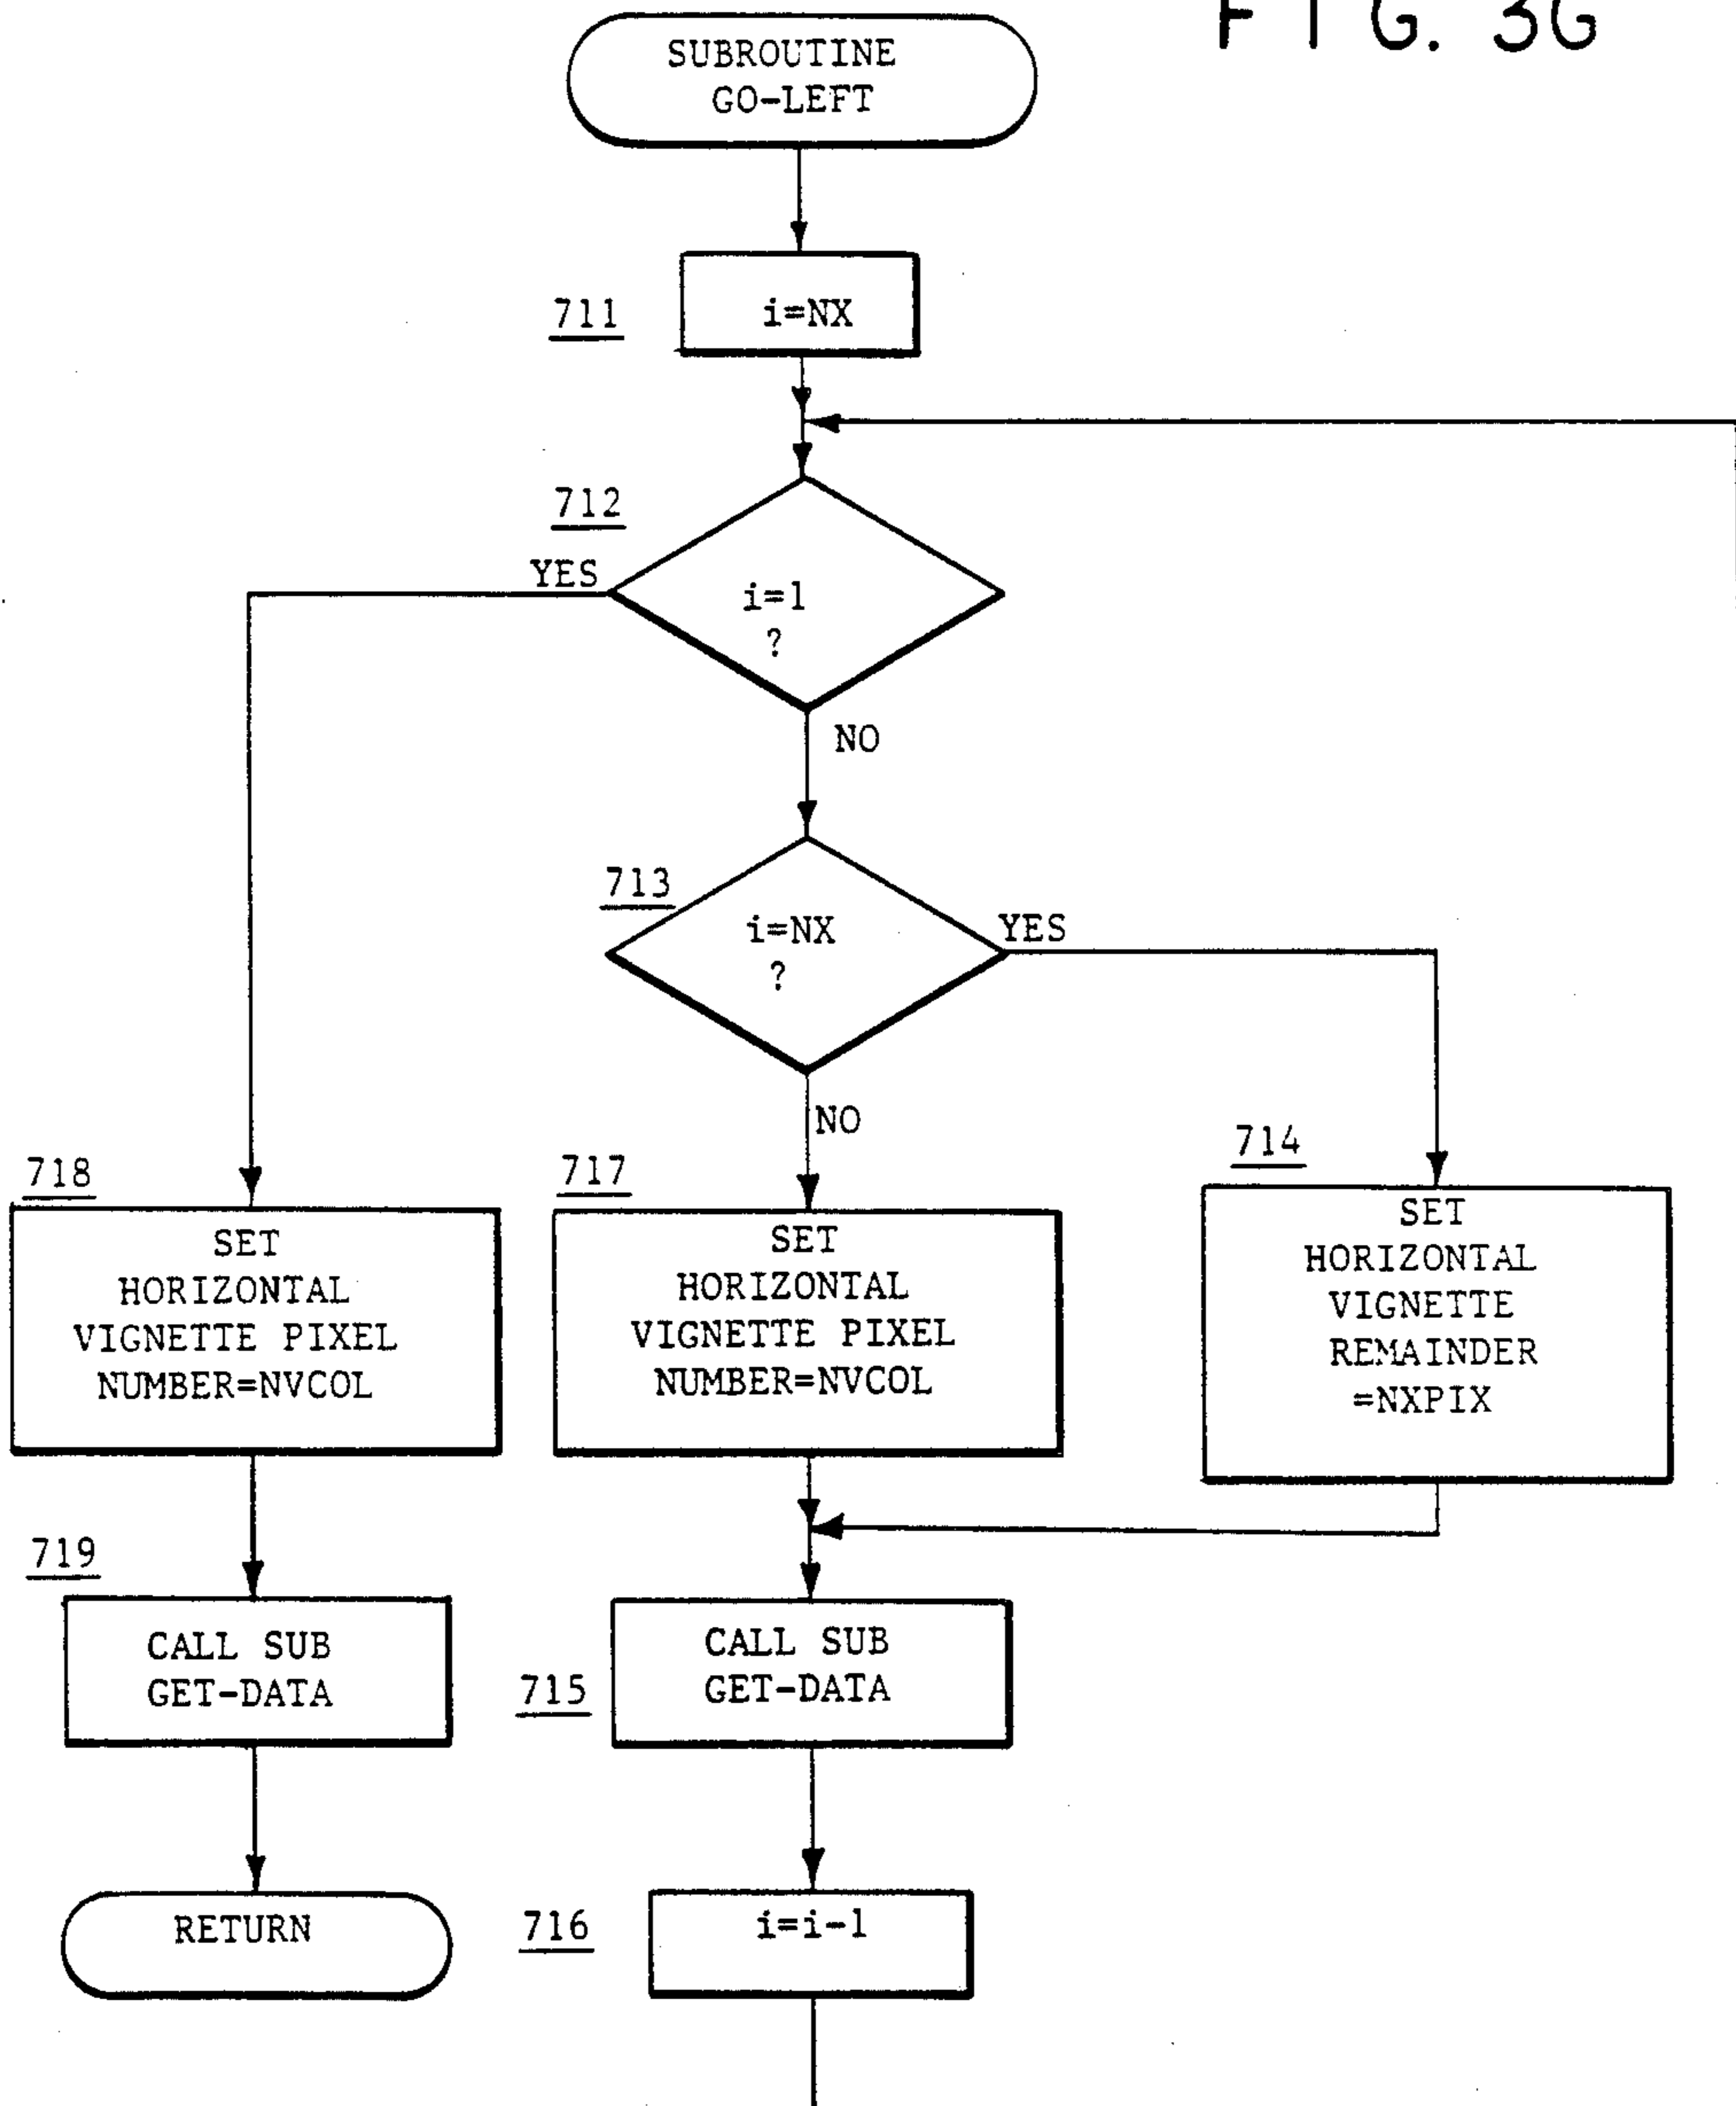 FIG. 3G
SUBROUTINE
GO-LEFT
711
i=NX
712
YES
i=1
?
NO
713
i=NX
?
YES
NO
718
SET
HORIZONTAL
VIGNETTE PIXEL
NUMBER=NVCOL
717
SET
HORIZONTAL
VIGNETTE PIXEL
NUMBER=NVCOL
714
SET
HORIZONTAL
VIGNETTE
REMAINDER
=NXPIX
719
CALL SUB
GET-DATA
715
CALL SUB
GET-DATA
RETURN
716
i=i-1